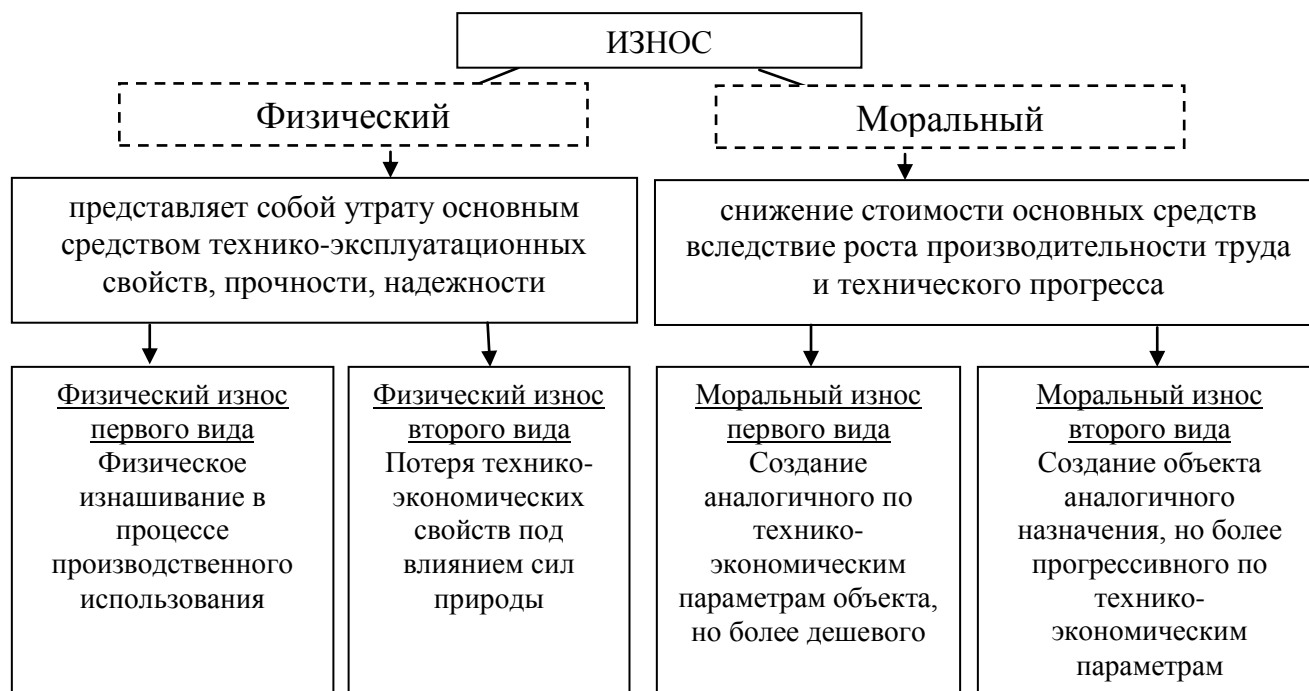 ИЗНОС
Физический
Моральный
представляет собой утрату основным
средством технико-эксплуатационных
свойств, прочности, надежности
снижение стоимости основных средств
вследствие роста производительности труда
и технического прогресса
Физический износ
первого вида
Физическое
изнашивание в
процессе
производственного
использования
Физический износ
второго вида
Потеря технико-
экономических
свойств под
влиянием сил
природы
Моральный износ
первого вида
Создание
аналогичного по
технико-
экономическим
параметрам объекта,
но более дешевого
Моральный износ
второго вида
Создание объекта
аналогичного
назначения, но более
прогрессивного по
технико-
экономическим
параметрам